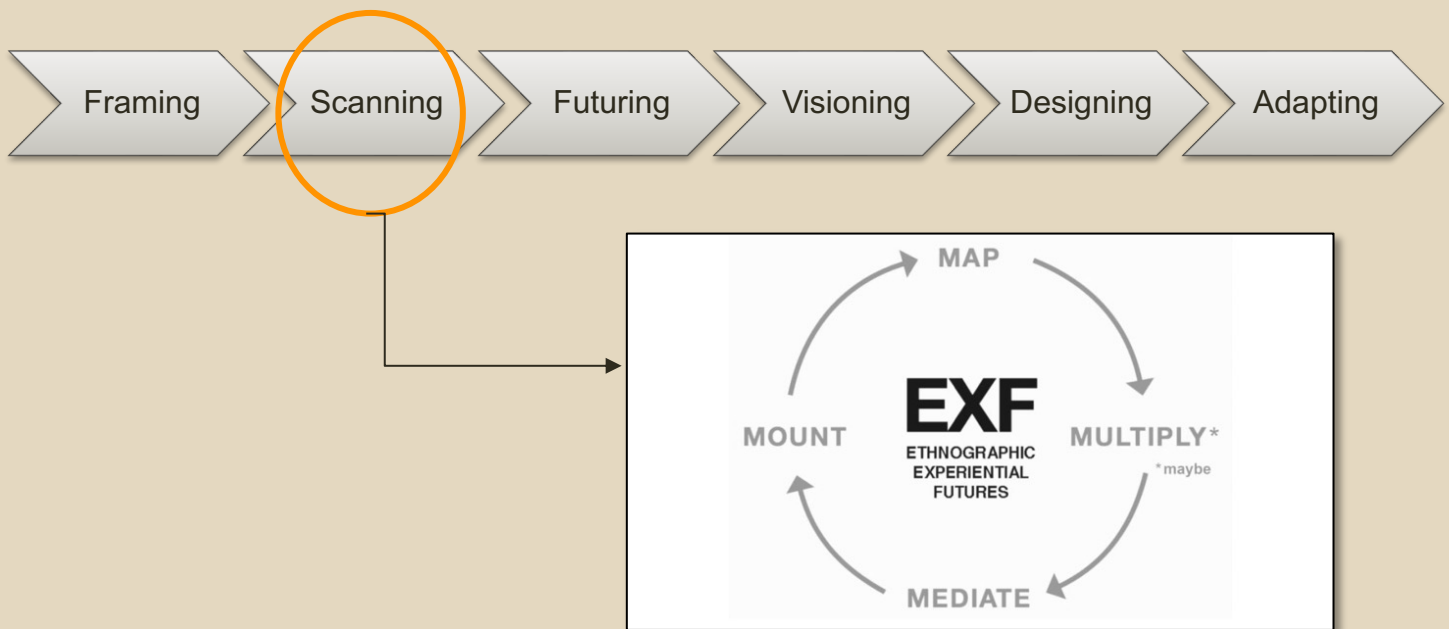 Framing
Scanning
Futuring
Visioning
Designing
Adapting
MAP
MOUNT
EXF
ETHNOGRAPHIC
EXPERIENTIAL
FUTURES
MULTIPLY*
*maybe
MEDIATE